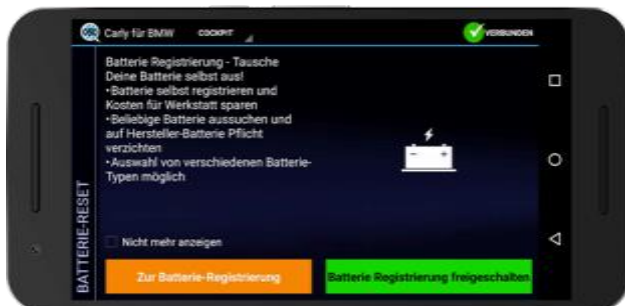 Carly für BMW COCKPIT VERBUNDEN
Batterie Registrierung - Tausche
Deine Batterie selbst aus!
•Batterie selbst registrieren und
Kosten für Werkstatt sparen
•Beliebige Batterie aussuchen und
auf Hersteller-Batterie Pflicht
verzichten
•Auswahl von verschiedenen Batterie-
Typen möglich
BATTERIE-RESET
Nicht mehr anzeigen
Zur Batterie-Registrierung
Batterie Registrierung freigeschalten